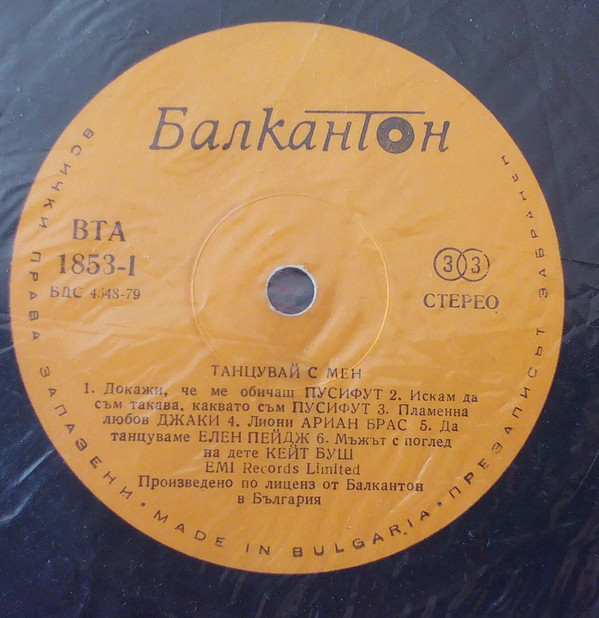 Балкантон
ВТА
1853-I
БДС 4348-79
33
СТЕРЕО
ТАНЦУВАЙ С МЕН
1. Докажи, че ме обичаш ПУСИФУТ 2. Искам да
съм такава, каквато съм ПУСИФУТ 3. Пламенна
любов ДЖАКИ 4. Лиони АРИАН БРАС 5. Да
танцуваме ЕЛЕН ПЕЙДЖ 6. Мъжът с поглед
на дете КЕЙТ БУШ
EMI Records Limited
Произведено по лиценз от Балкантон
в България
ВСИЧКИ ПРАВА ЗАПАЗЕНИ · MADE IN BULGARIA · ПРЕЗАПИСЪТ ЗАБРАНЕН